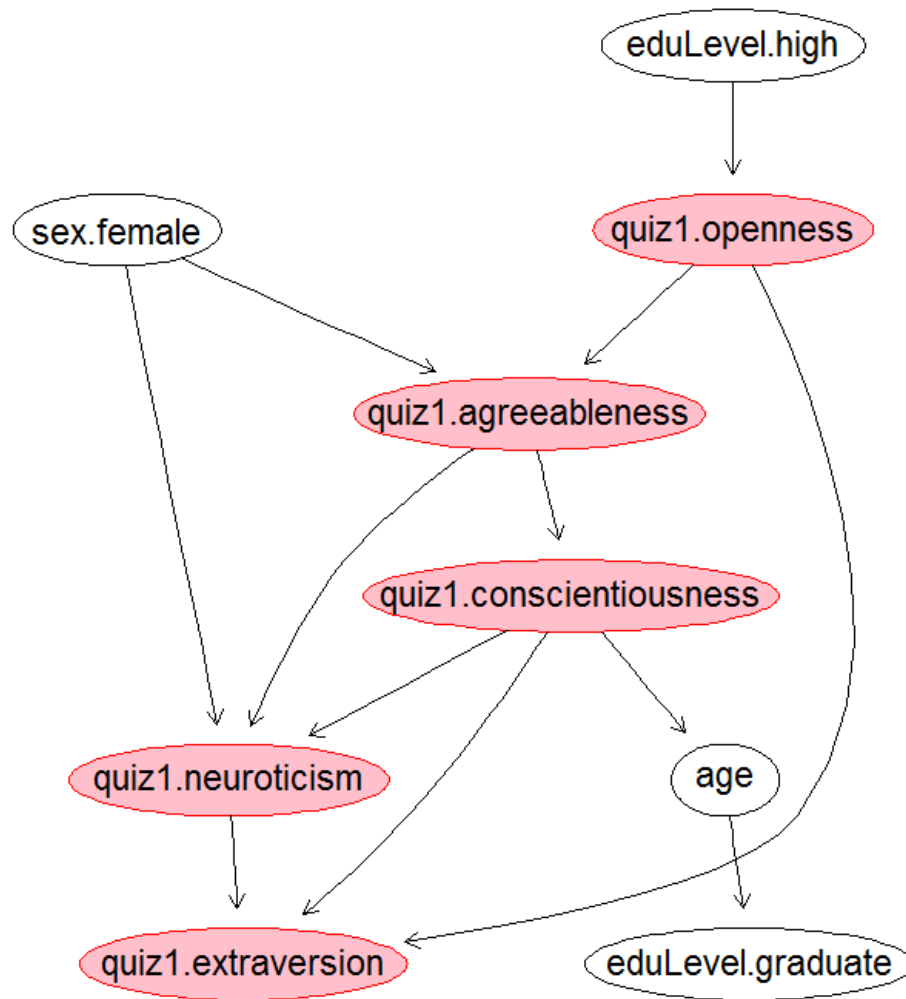 eduLevel.high
sex.female
quiz1.openness
quiz1.agreeableness
quiz1.conscientiousness
quiz1.neuroticism
age
quiz1.extraversion
eduLevel.graduate